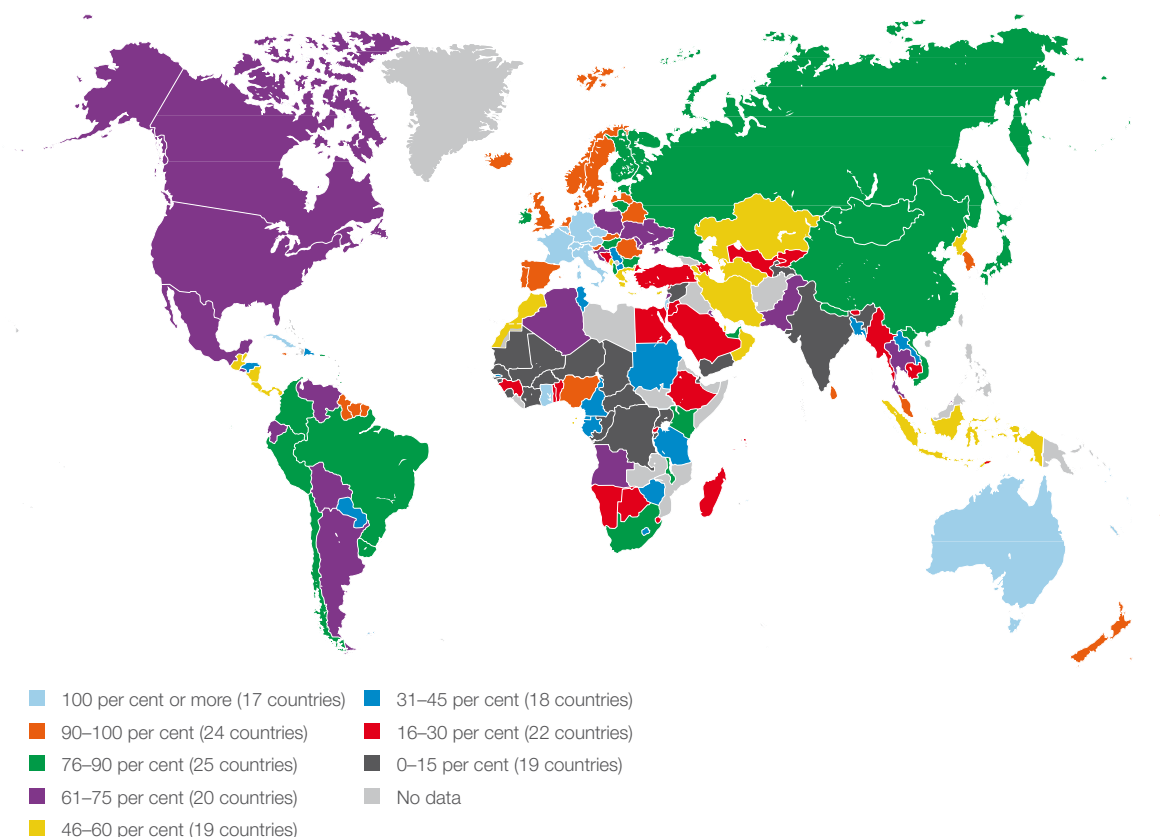 100 per cent or more (17 countries)
90–100 per cent (24 countries)
76–90 per cent (25 countries)
61–75 per cent (20 countries)
46–60 per cent (19 countries)
31–45 per cent (18 countries)
16–30 per cent (22 countries)
0–15 per cent (19 countries)
No data